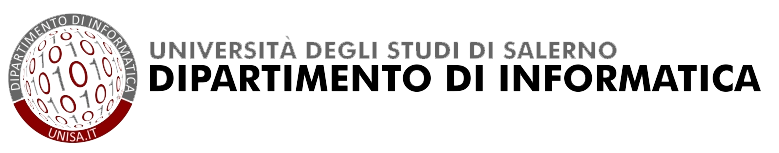 DIPARTIMENTO DI INFORMATICA
UNISA.IT
UNIVERSITÀ DEGLI STUDI DI SALERNO
DIPARTIMENTO DI INFORMATICA